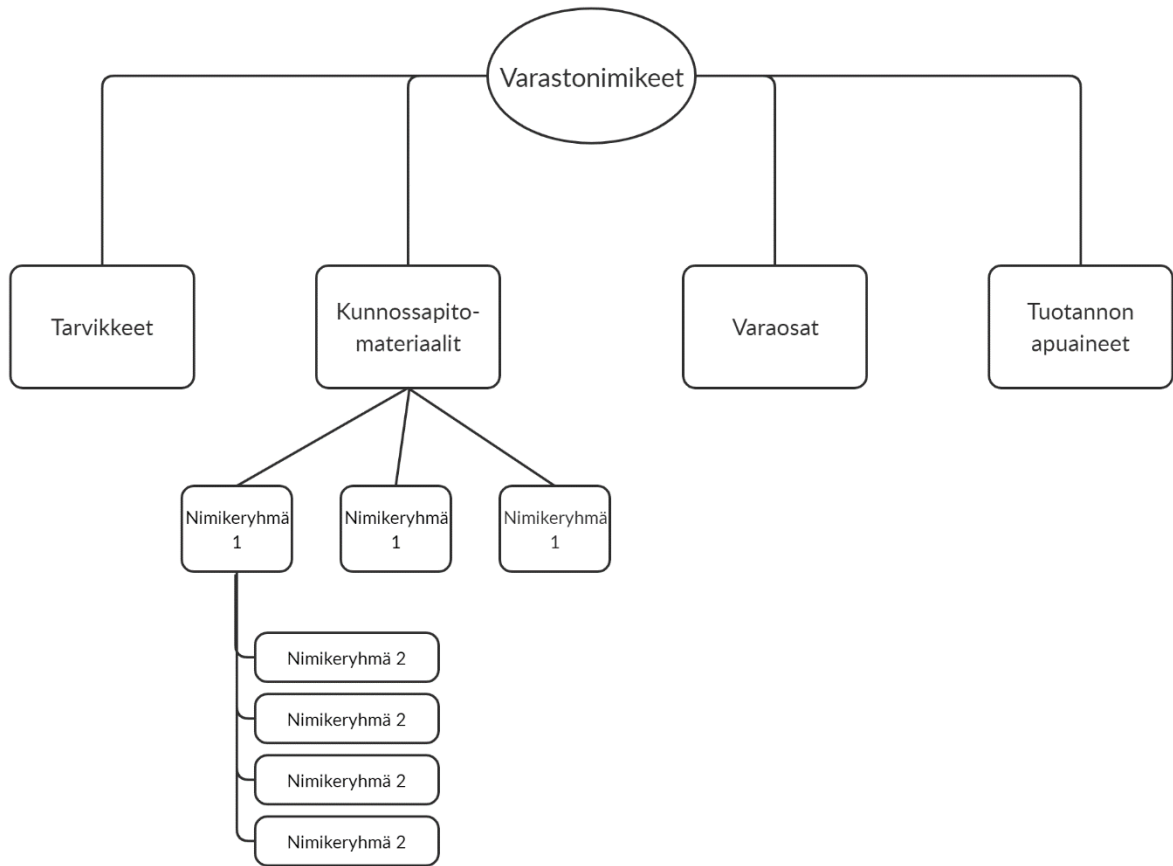 Varastonimikeet
Tarvikkeet
Kunnossapito-
materiaalit
Varaosat
Tuotannon
apuaineet
Nimikeryhmä
1
Nimikeryhmä
1
Nimikeryhmä
1
Nimikeryhmä 2
Nimikeryhmä 2
Nimikeryhmä 2
Nimikeryhmä 2